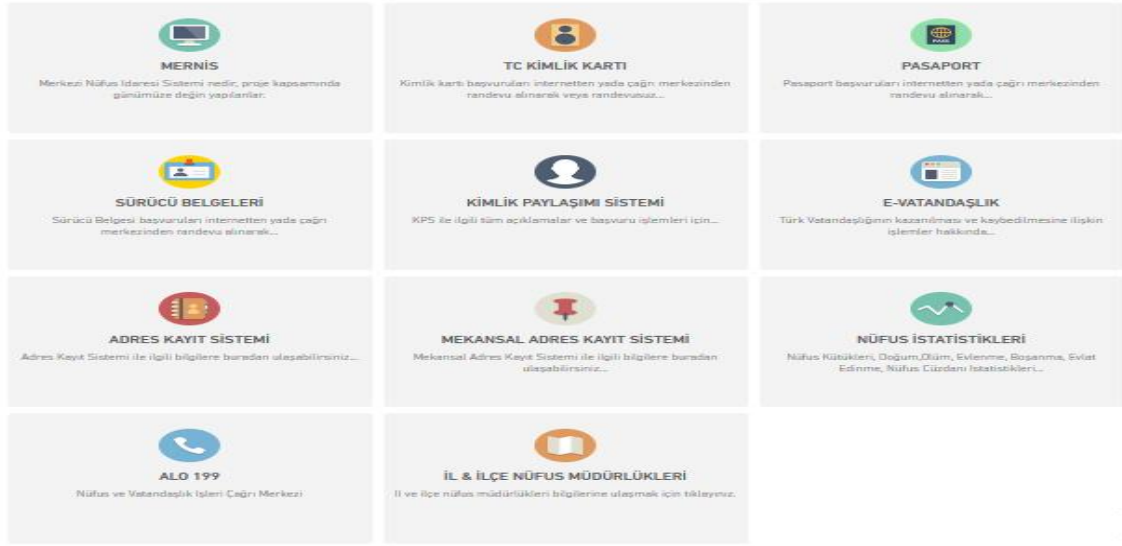 MERNİS
Merkezi Nüfus İdaresi Sistemi nedir, proje kapsamında
günümüze değin yapılanlar.
TC KİMLİK KARTI
Kimlik kartı başvuruları internetten yada çağrı merkezinden
randevu alınarak veya randevusuz...
PASAPORT
Pasaport başvuruları internetten yada çağrı merkezinden
randevu alınarak...
SÜRÜCÜ BELGELERİ
Sürücü Belgesi başvuruları internetten yada çağrı
merkezinden randevu alınarak...
KİMLİK PAYLAŞIMI SİSTEMİ
KPS ile ilgili tüm açıklamalar ve başvuru işlemleri için...
E-VATANDAŞLIK
Türk Vatandaşlığının kazanılması ve kaybedilmesine ilişkin
işlemler hakkında...
ADRES KAYIT SİSTEMİ
Adres Kayıt Sistemi ile ilgili bilgilere buradan ulaşabilirsiniz...
MEKANSAL ADRES KAYIT SİSTEMİ
Mekansal Adres Kayıt Sistemi ile ilgili bilgilere buradan
ulaşabilirsiniz...
NÜFUS İSTATİSTİKLERİ
Nüfus Kütükleri, Doğum,Ölüm, Evlenme, Boşanma, Evlat
Edinme, Nüfus Cüzdanı İstatistikleri...
ALO 199
Nüfus ve Vatandaşlık İşleri Çağrı Merkezi
İL & İLÇE NÜFUS MÜDÜRLÜKLERİ
İl ve ilçe nüfus müdürlükleri bilgilerine ulaşmak için tıklayınız.